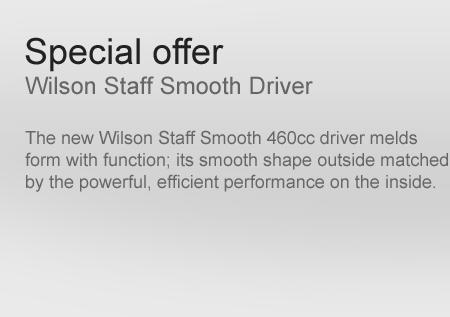 Special offer
Wilson Staff Smooth Driver
The new Wilson Staff Smooth 460cc driver melds
form with function; its smooth shape outside matched
by the powerful, efficient performance on the inside.